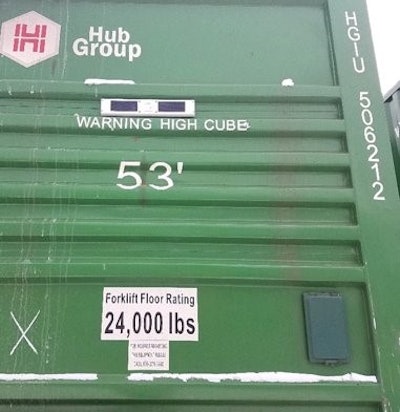 Hub
Group
WARNING HIGH CUBE
53'
HGIU 506212
Forklift Floor Rating
24,000 lbs
X